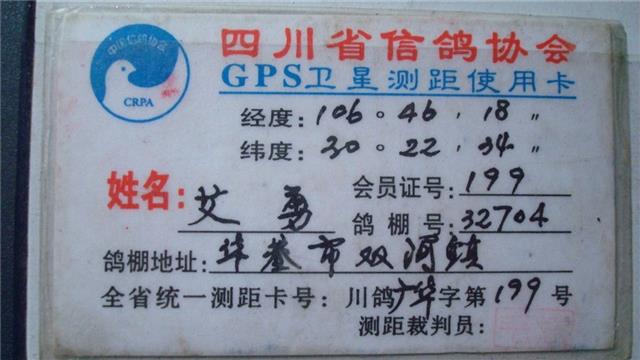 中国信鸽协会
CRPA
四川省信鸽协会
GPS卫星测距使用卡
经度: 106° 46′ 18″
纬度: 30° 22′ 34″
姓名: 艾勇
会员证号: 199
鸽棚号: 32704
鸽棚地址: 华蓥市双河镇
全省统一测距卡号: 川鸽广华字第199号
测距裁判员: